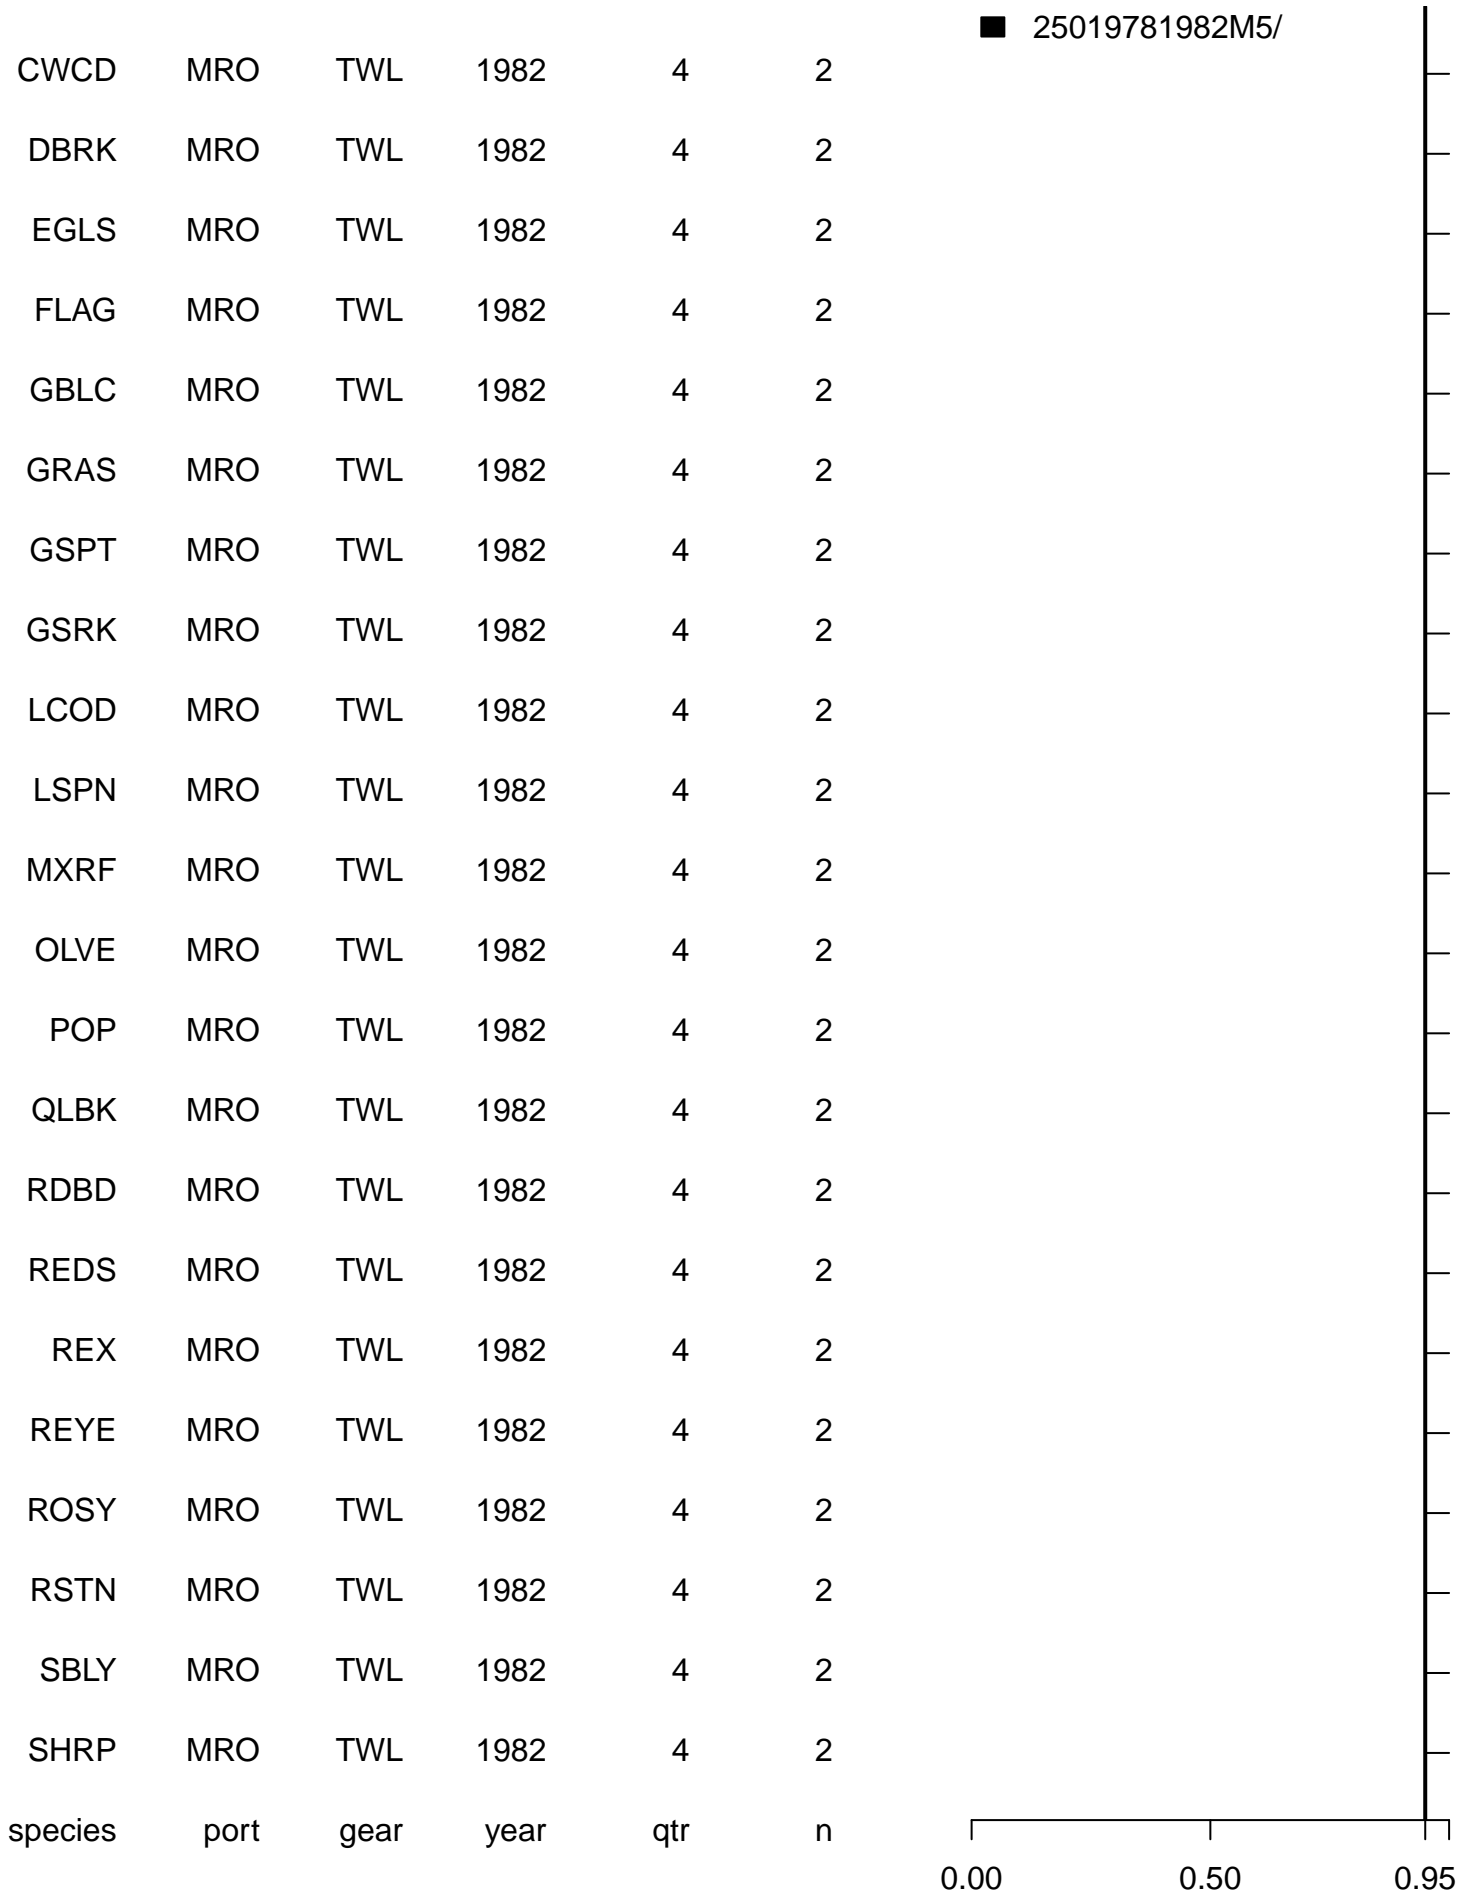 25019781982M5/
CWCD MRO TWL 1982 4 2
DBRK MRO TWL 1982 4 2
EGLS MRO TWL 1982 4 2
FLAG MRO TWL 1982 4 2
GBLC MRO TWL 1982 4 2
GRAS MRO TWL 1982 4 2
GSPT MRO TWL 1982 4 2
GSRK MRO TWL 1982 4 2
LCOD MRO TWL 1982 4 2
LSPN MRO TWL 1982 4 2
MXRF MRO TWL 1982 4 2
OLVE MRO TWL 1982 4 2
POP MRO TWL 1982 4 2
QLBK MRO TWL 1982 4 2
RDBD MRO TWL 1982 4 2
REDS MRO TWL 1982 4 2
REX MRO TWL 1982 4 2
REYE MRO TWL 1982 4 2
ROSY MRO TWL 1982 4 2
RSTN MRO TWL 1982 4 2
SBLY MRO TWL 1982 4 2
SHRP MRO TWL 1982 4 2
species port gear year qtr n
0.00 0.50 0.95